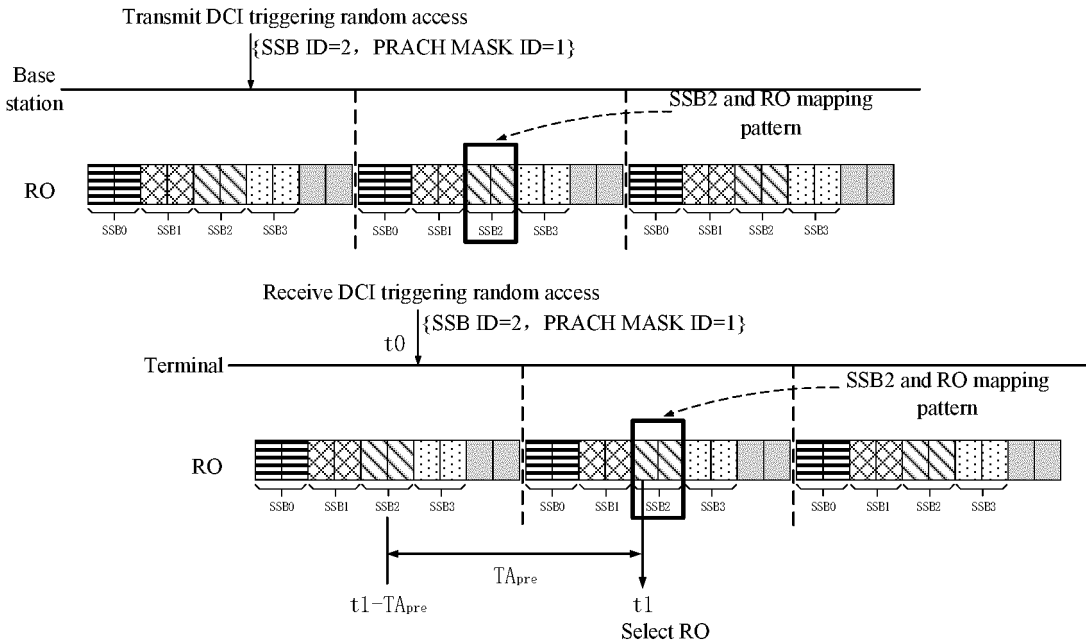 Transmit DCI triggering random access
{SSB ID=2, PRACH MASK ID=1}
Base
station
SSB2 and RO mapping
pattern
RO
SSB0 SSB1 SSB2 SSB3 SSB0 SSB1 SSB2 SSB3 SSB0 SSB1 SSB2 SSB3
Receive DCI triggering random access
{SSB ID=2, PRACH MASK ID=1}
t0
Terminal
SSB2 and RO mapping
pattern
RO
SSB0 SSB1 SSB2 SSB3 SSB0 SSB1 SSB2 SSB3 SSB0 SSB1 SSB2 SSB3
TApre
t1-TApre
t1
Select RO